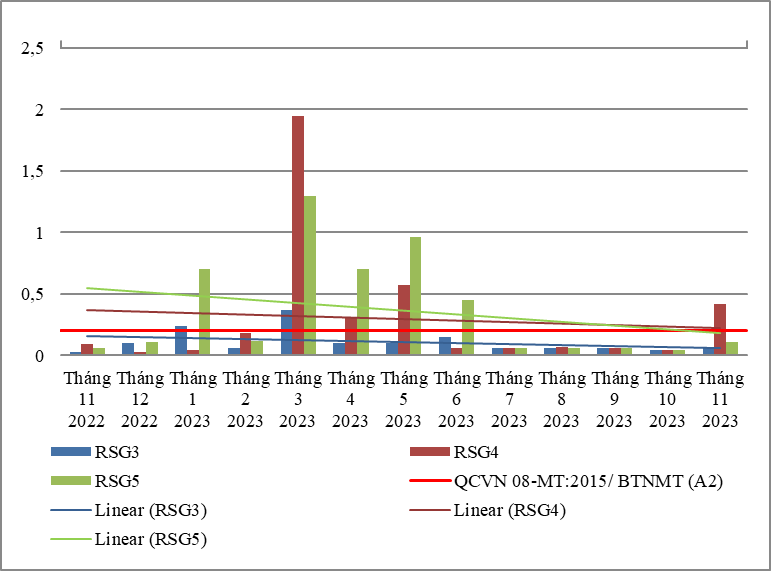 2,5
2
1,5
1
0,5
0
Tháng Tháng Tháng Tháng Tháng Tháng Tháng Tháng Tháng Tháng Tháng Tháng Tháng
11 12 1 2 3 4 5 6 7 8 9 10 11
2022 2022 2023 2023 2023 2023 2023 2023 2023 2023 2023 2023 2023
RSG3 RSG4
RSG5 QCVN 08-MT:2015/ BTNMT (A2)
Linear (RSG3) Linear (RSG4)
Linear (RSG5)